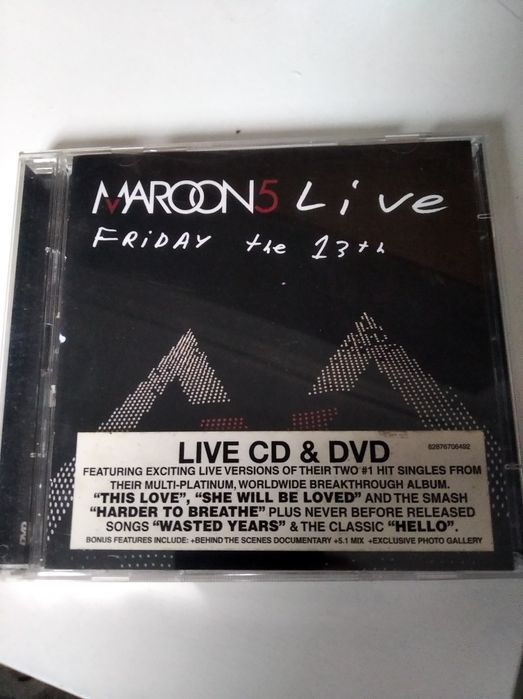 MAROON5 Live
FRiDAY the 13th
LIVE CD & DVD
82876706492
FEATURING EXCITING LIVE VERSIONS OF THEIR TWO #1 HIT SINGLES FROM
THEIR MULTI-PLATINUM, WORLDWIDE BREAKTHROUGH ALBUM.
“THIS LOVE”, “SHE WILL BE LOVED” AND THE SMASH
“HARDER TO BREATHE” PLUS NEVER BEFORE RELEASED
SONGS “WASTED YEARS” & THE CLASSIC “HELLO”.
BONUS FEATURES INCLUDE: +BEHIND THE SCENES DOCUMENTARY +5.1 MIX +EXCLUSIVE PHOTO GALLERY
DVD